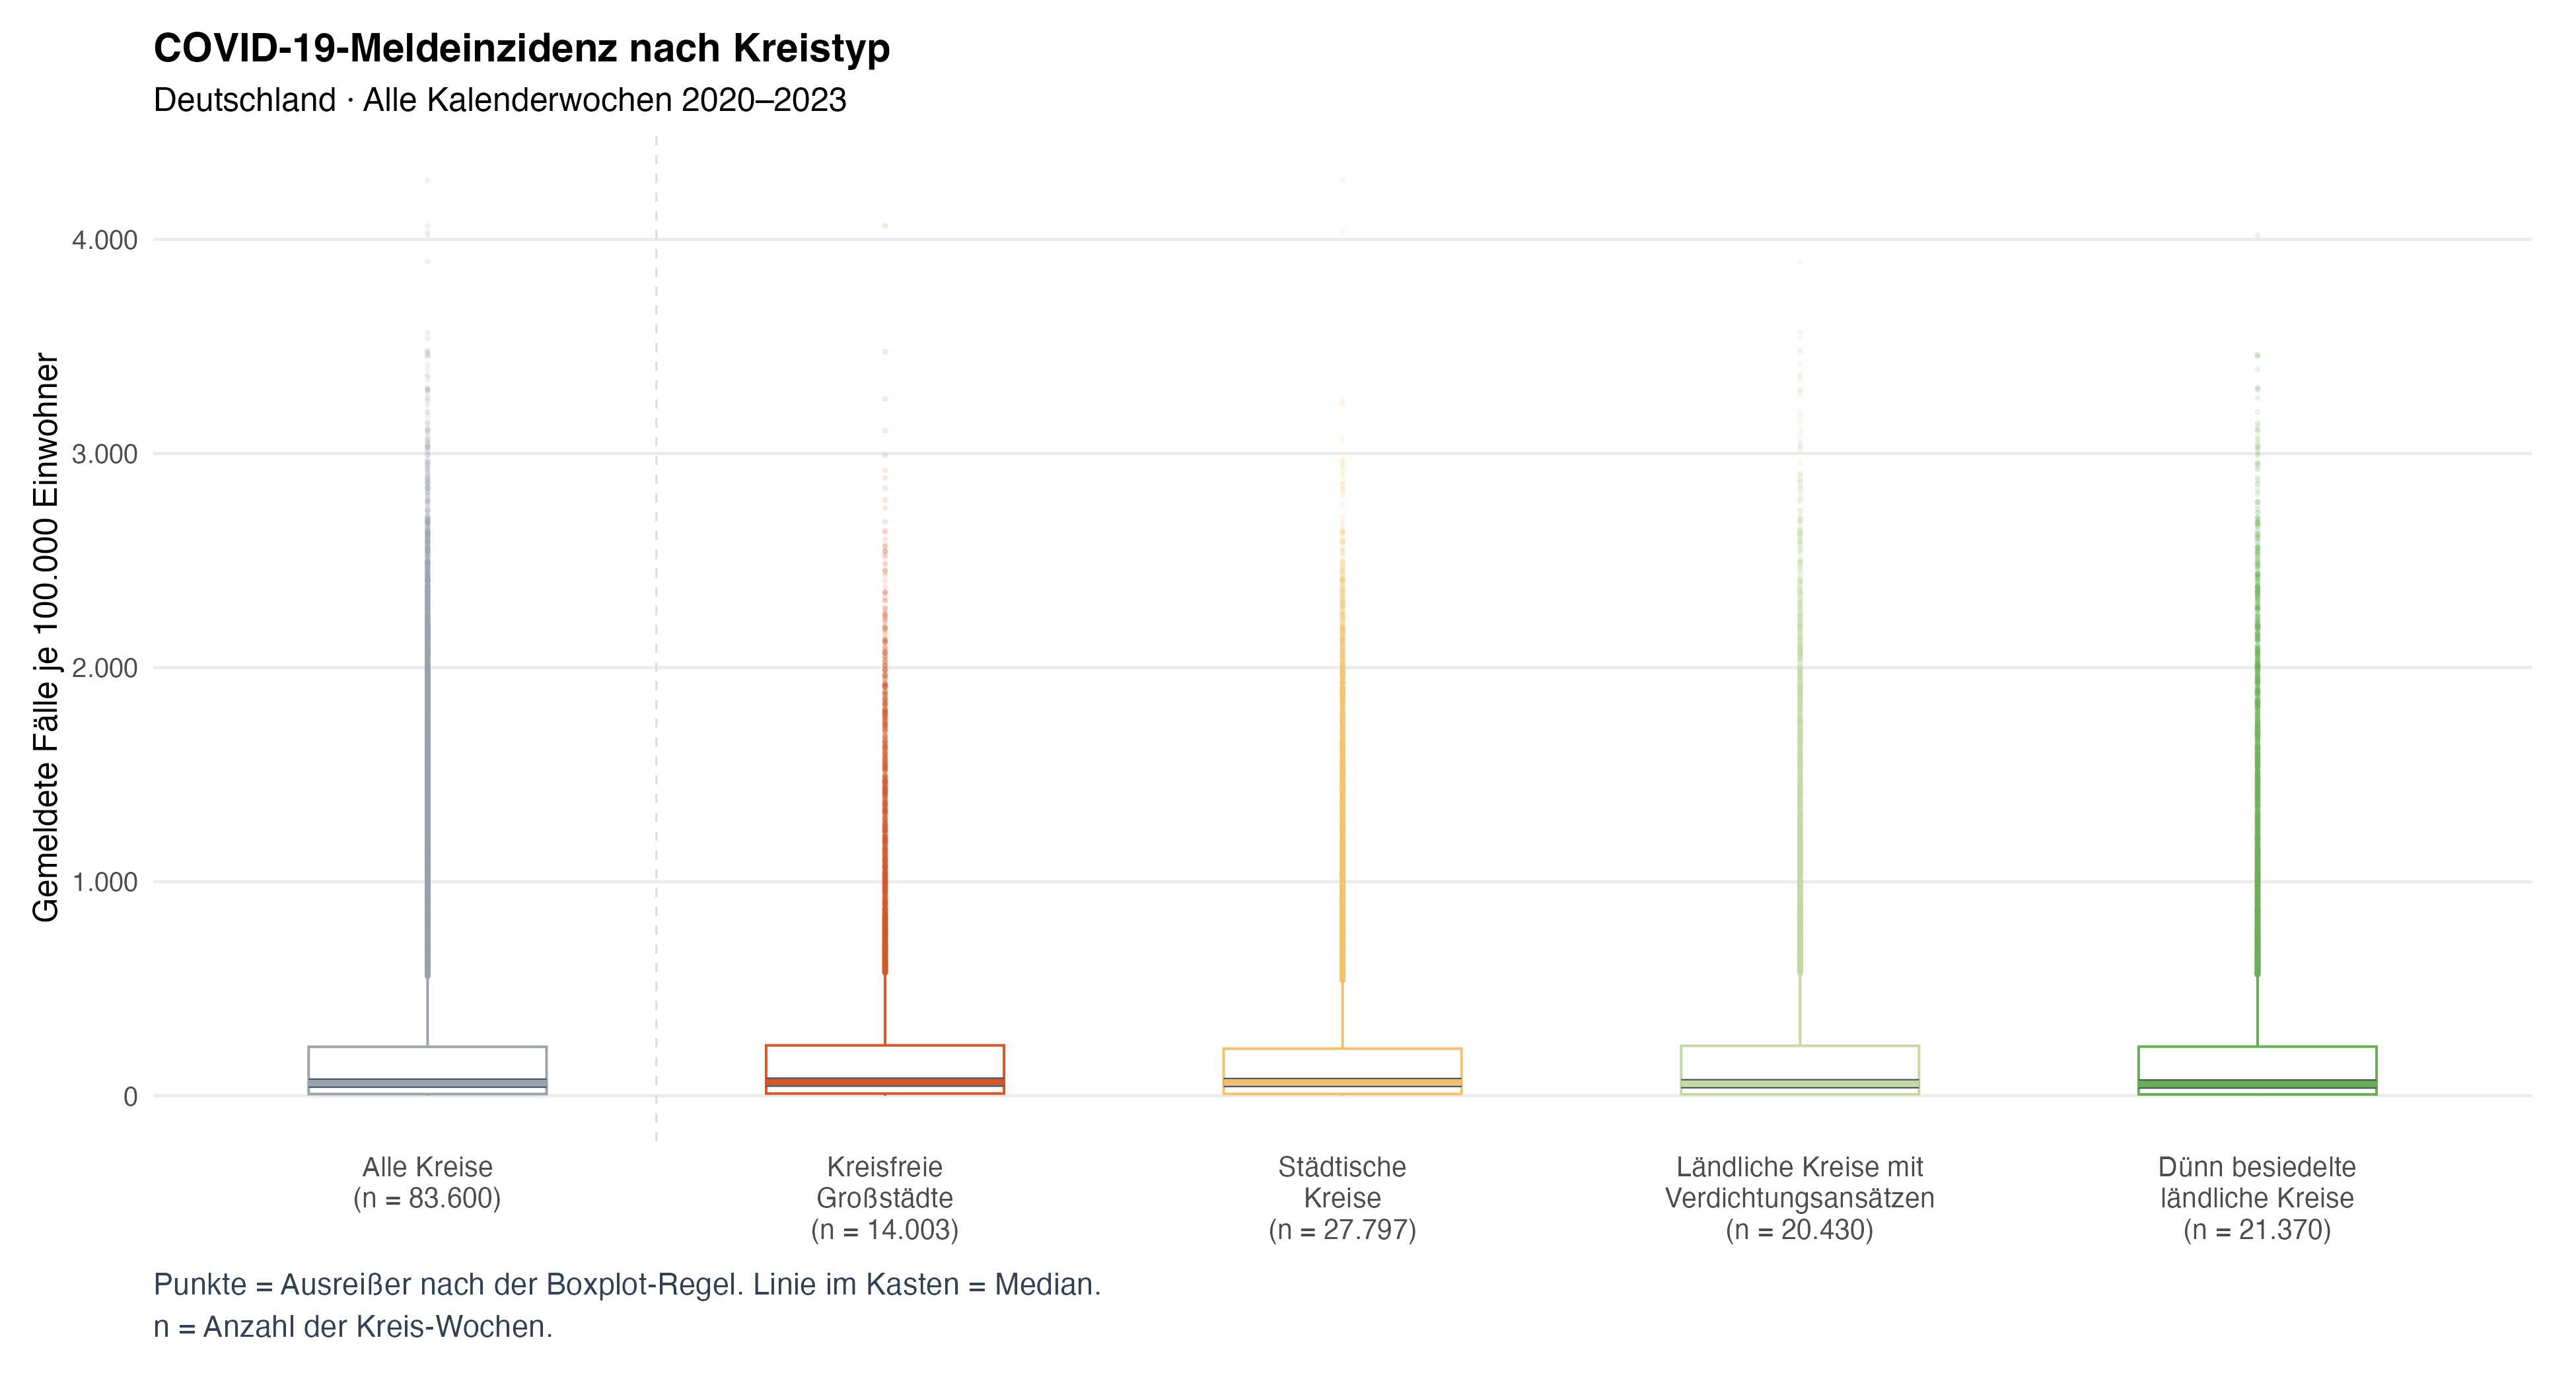 COVID-19-Meldeinzidenz nach Kreistyp
Deutschland · Alle Kalenderwochen 2020–2023
Gemeldete Fälle je 100.000 Einwohner
4.000
3.000
2.000
1.000
0
Alle Kreise
(n = 83.600)
Kreisfreie
Großstädte
(n = 14.003)
Städtische
Kreise
(n = 27.797)
Ländliche Kreise mit
Verdichtungsansätzen
(n = 20.430)
Dünn besiedelte
ländliche Kreise
(n = 21.370)
Punkte = Ausreißer nach der Boxplot-Regel. Linie im Kasten = Median.
n = Anzahl der Kreis-Wochen.